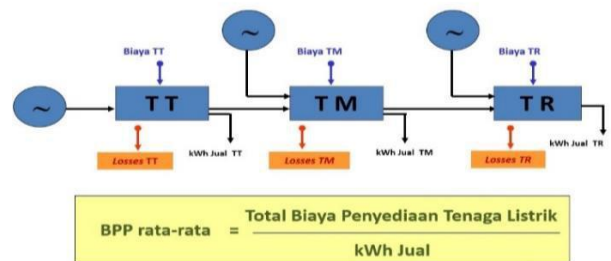 Biaya TT
Biaya TM
Biaya TR
~
~
~
TT
TM
TR
Losses TT
kWh Jual TT
Losses TM
kWh Jual TM
Losses TR
kWh Jual TR
BPP rata-rata = Total Biaya Penyediaan Tenaga Listrik
kWh Jual